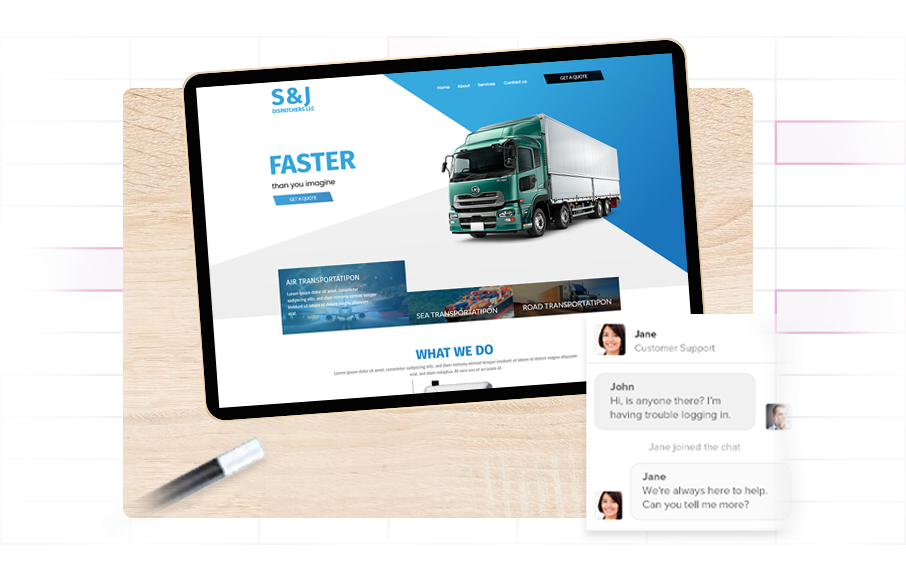 S&J
DISPATCHERS LLC
Home About Services Contact us
GET A QUOTE
FASTER
than you imagine
GET A QUOTE
AIR TRANSPORTATIPON
Lorem ipsum dolor sit amet, consetetur
sadipscing elitr, sed diam nonumy eirmod tempor
invidunt ut labore et dolore magna aliquyam
erat.
SEA TRANSPORTATIPON
ROAD TRANSPORTATIPON
WHAT WE DO
Lorem ipsum dolor sit amet, consetetur sadipscing elitr, sed diam nonumy eirmod tempor invidunt ut labore et dolore magna aliquyam
erat, sed diam voluptua. At vero eos et accusam et.
Jane
Customer Support
John
Hi, is anyone there? I'm
having trouble logging in.
Jane joined the chat
Jane
We're always here to help.
Can you tell me more?